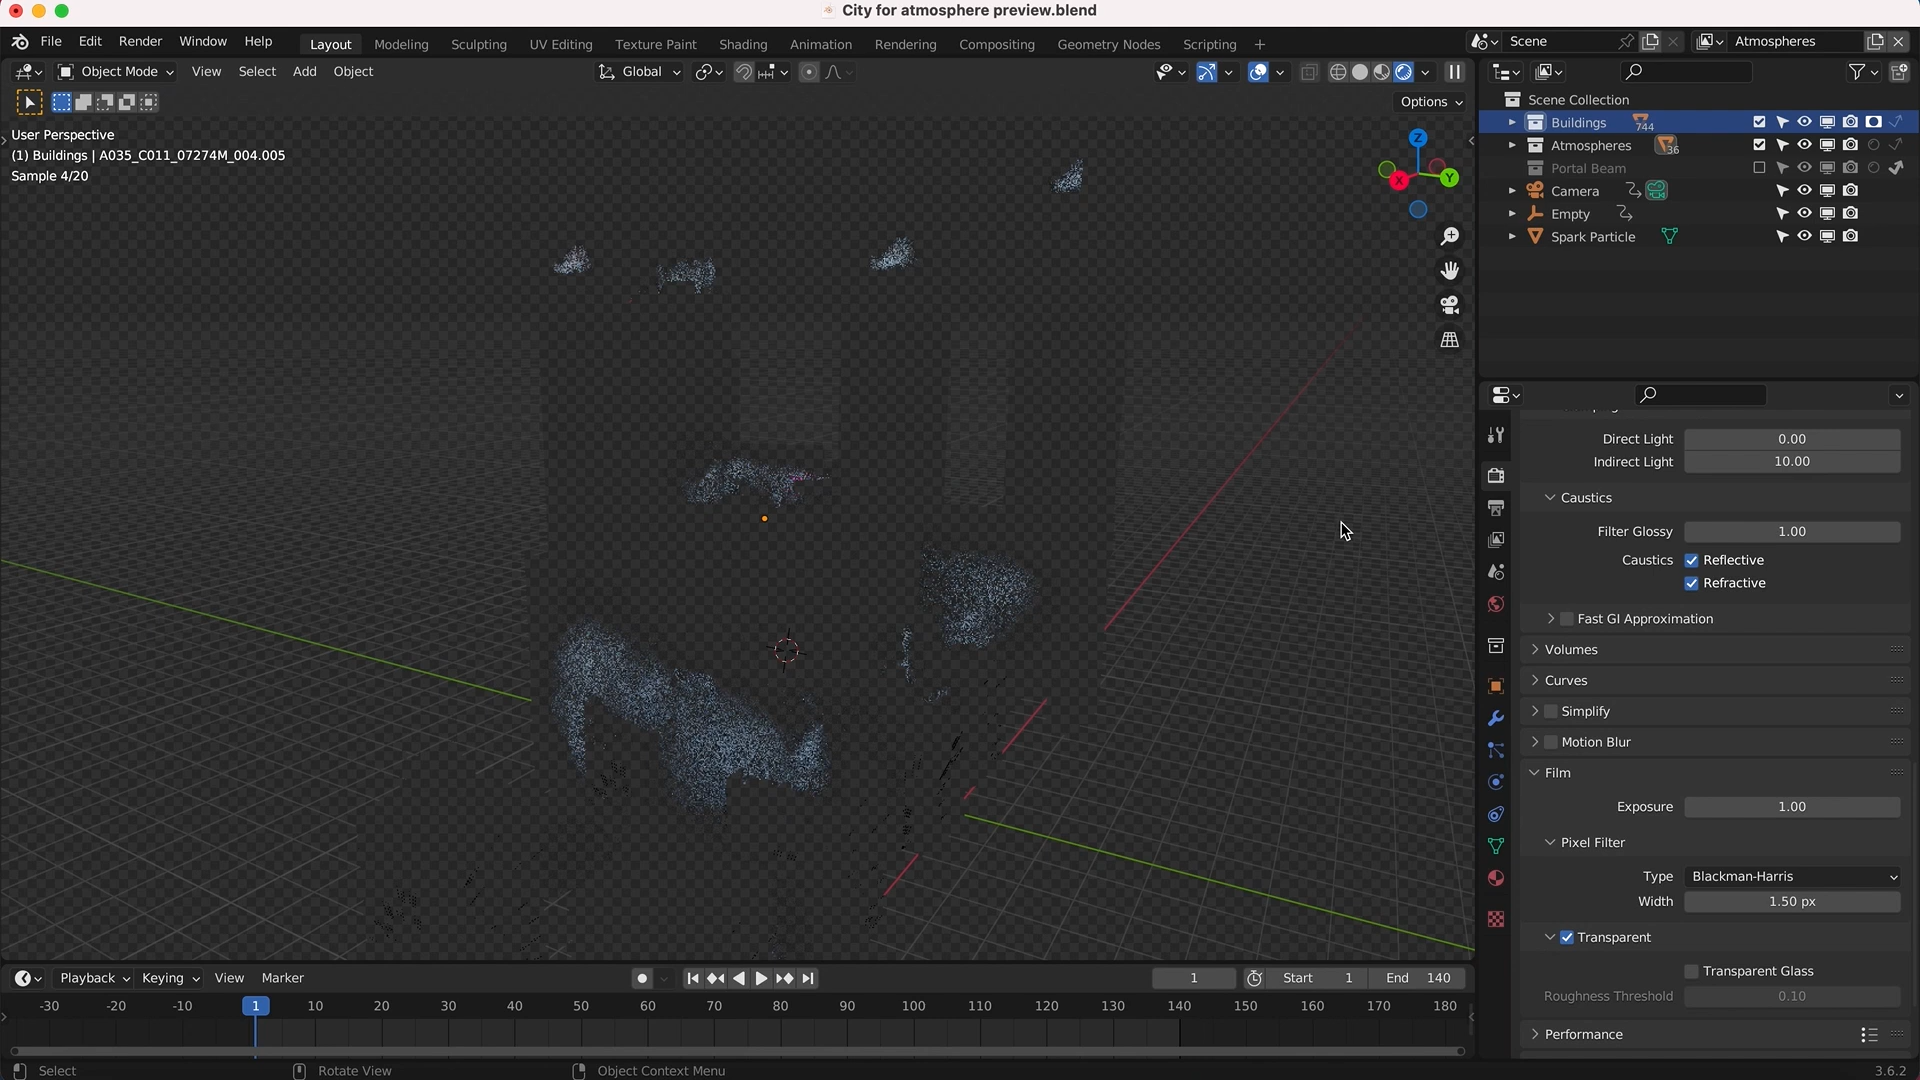 City for atmosphere preview.blend
File Edit Render Window Help Layout Modeling Sculpting UV Editing Texture Paint Shading Animation Rendering Compositing Geometry Nodes Scripting + Scene Atmospheres
Object Mode View Select Add Object Global
Options
User Perspective
(1) Buildings | A035_C011_07274M_004.005
Sample 4/20
Z
X
Y
Scene Collection
Buildings 744
Atmospheres 36
Portal Beam
Camera
Empty
Spark Particle
Direct Light 0.00
Indirect Light 10.00
Caustics
Filter Glossy 1.00
Caustics Reflective
Refractive
Fast GI Approximation
Volumes
Curves
Simplify
Motion Blur
Film
Exposure 1.00
Pixel Filter
Type Blackman-Harris
Width 1.50 px
Transparent
Transparent Glass
Roughness Threshold 0.10
Performance
Playback Keying View Marker 1 Start 1 End 140
-30 -20 -10 1 10 20 30 40 50 60 70 80 90 100 110 120 130 140 150 160 170 180
Select Rotate View Object Context Menu 3.6.2